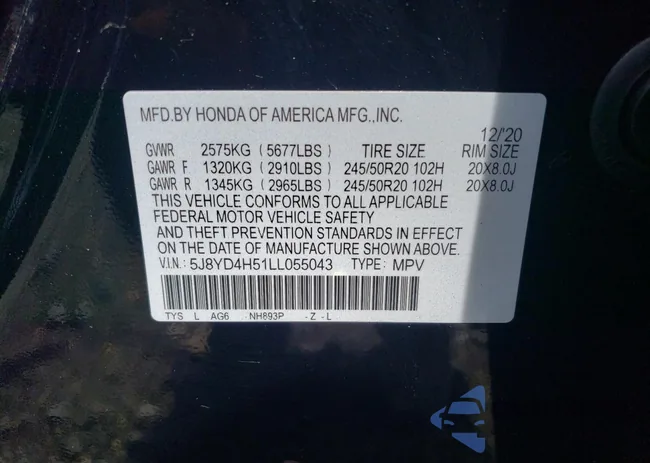 MFD.BY HONDA OF AMERICA MFG.,INC.
12/'20
GVWR 2575KG (5677LBS) TIRE SIZE RIM SIZE
GAWR F 1320KG (2910LBS) 245/50R20 102H 20X8.0J
GAWR R 1345KG (2965LBS) 245/50R20 102H 20X8.0J
THIS VEHICLE CONFORMS TO ALL APPLICABLE
FEDERAL MOTOR VEHICLE SAFETY
AND THEFT PREVENTION STANDARDS IN EFFECT
ON THE DATE OF MANUFACTURE SHOWN ABOVE.
V.I.N.: 5J8YD4H51LL055043 TYPE: MPV
TYS L AG6 NH893P -Z-L